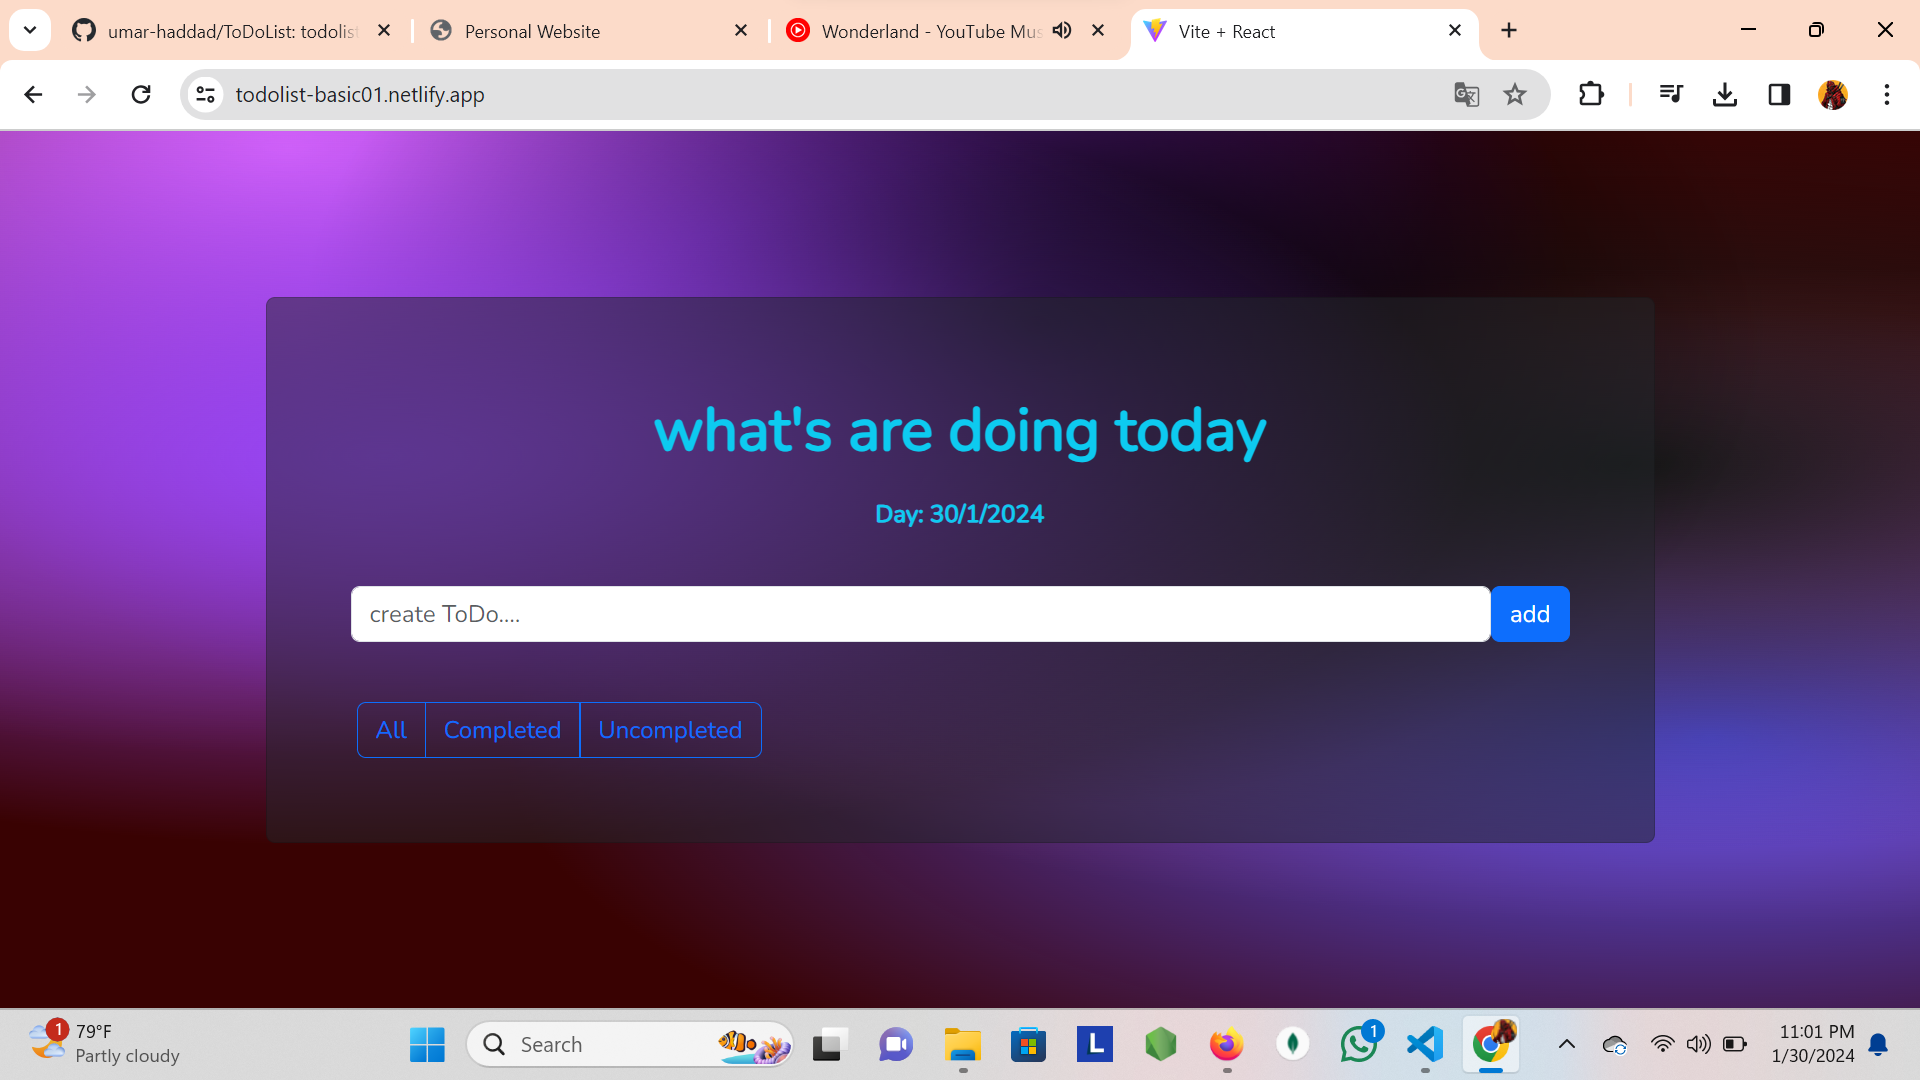 umar-haddad/ToDoList: todolist
Personal Website
Wonderland - YouTube Mus
Vite + React
todolist-basic01.netlify.app
what's are doing today
Day: 30/1/2024
create ToDo....
add
All
Completed
Uncompleted
1
79°F
Partly cloudy
Search
L
1
11:01 PM
1/30/2024